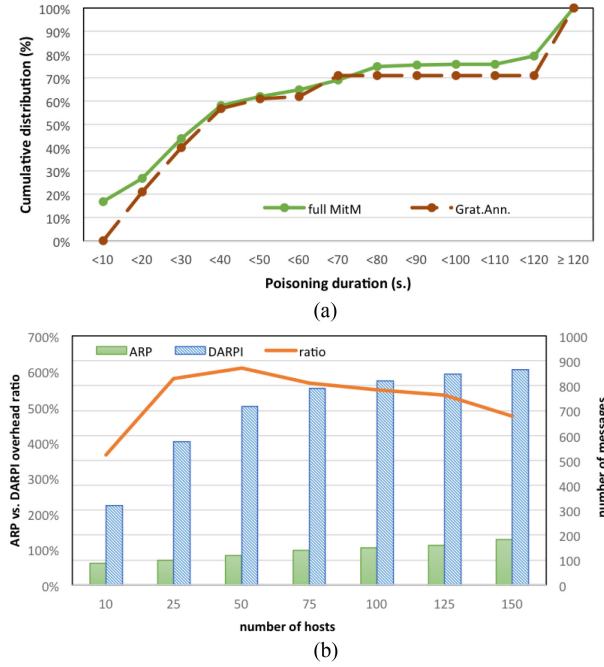 Cumulative distribution (%)
100%
90%
80%
70%
60%
50%
40%
30%
20%
10%
0%
full MitM
Grat.Ann.
<10 <20 <30 <40 <50 <60 <70 <80 <90 <100 <110 <120 ≥ 120
Poisoning duration (s.)
(a)
ARP vs. DARPI overhead ratio
700%
600%
500%
400%
300%
200%
100%
0%
ARP
DARPI
ratio
1000
900
800
700
600
500
400
300
200
100
0
number of messages
10 25 50 75 100 125 150
number of hosts
(b)